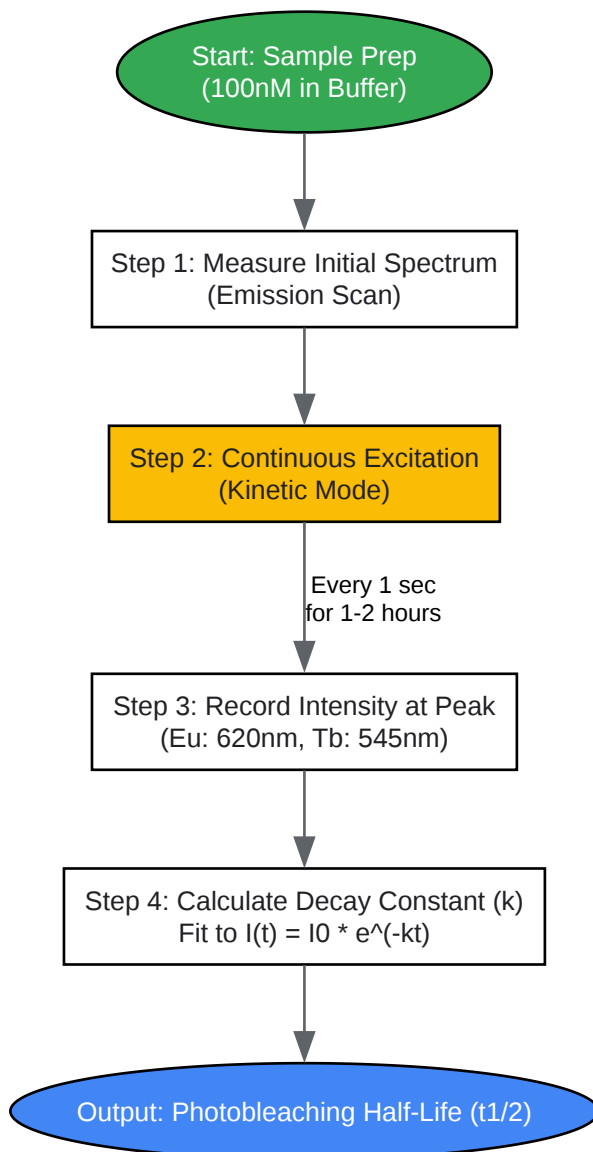 Start: Sample Prep
(100nM in Buffer)
Step 1: Measure Initial Spectrum
(Emission Scan)
Step 2: Continuous Excitation
(Kinetic Mode)
Every 1 sec
for 1-2 hours
Step 3: Record Intensity at Peak
(Eu: 620nm, Tb: 545nm)
Step 4: Calculate Decay Constant (k)
Fit to I(t) = I0 * e^(-kt)
Output: Photobleaching Half-Life (t1/2)